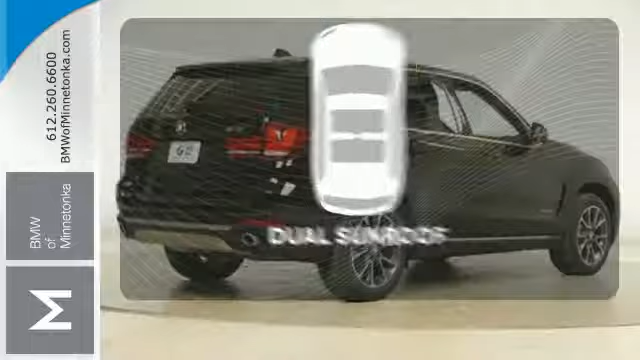 612.260.6600
BMWofMinnetonka.com
BMW
of
Minnetonka
M
DUAL SUNROOF